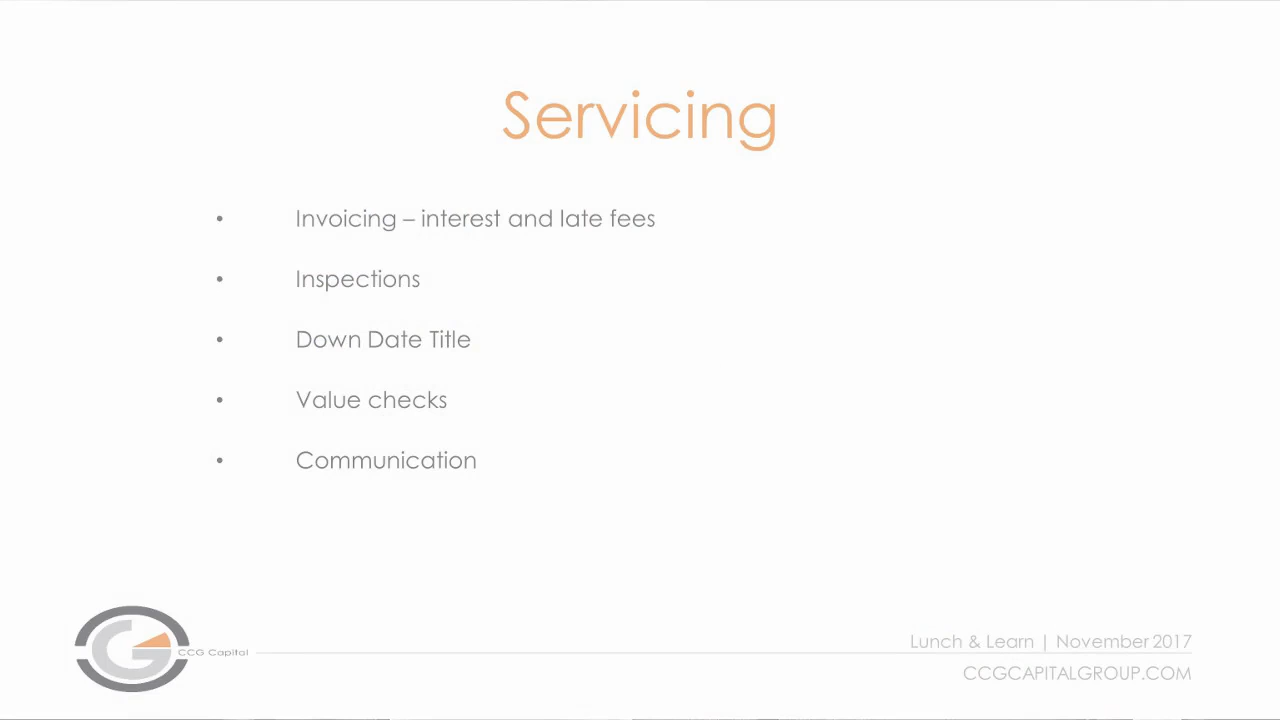 Servicing
• Invoicing – interest and late fees
• Inspections
• Down Date Title
• Value checks
• Communication
CCG Capital
Lunch & Learn | November 2017
CCGCAPITALGROUP.COM